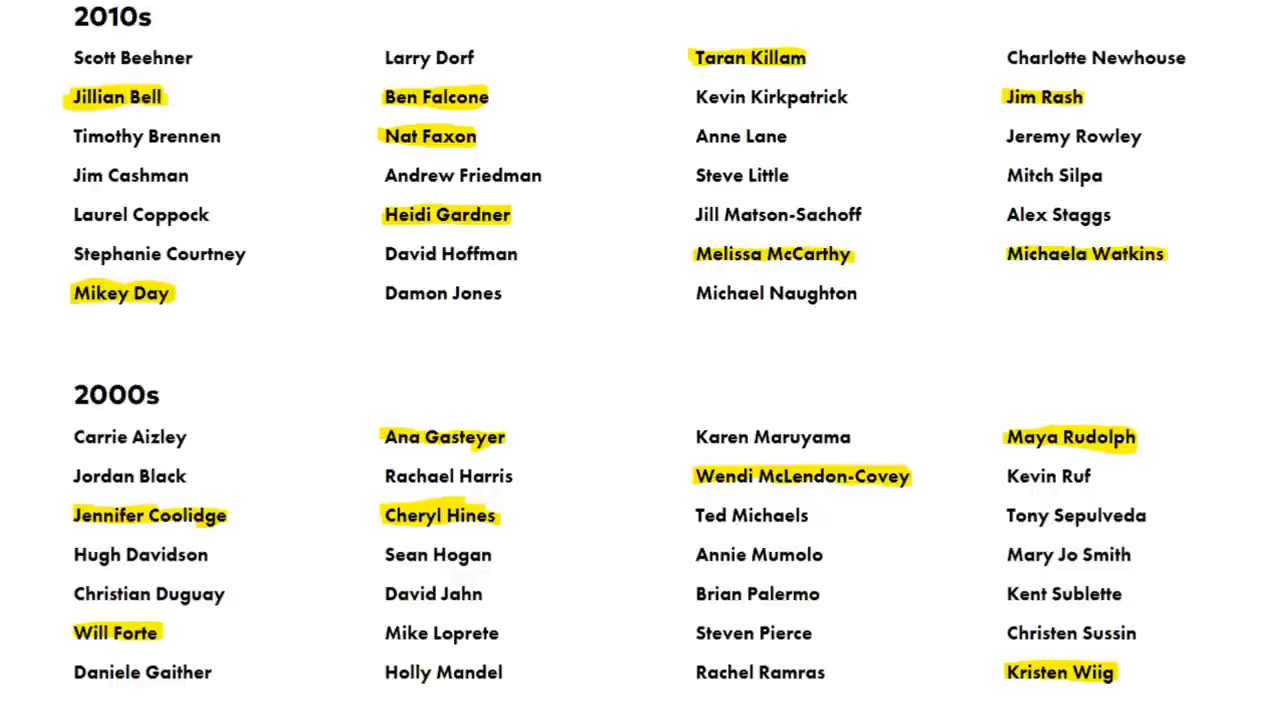 2010s
Scott Beehner
Jillian Bell
Timothy Brennen
Jim Cashman
Laurel Coppock
Stephanie Courtney
Mikey Day
Larry Dorf
Ben Falcone
Nat Faxon
Andrew Friedman
Heidi Gardner
David Hoffman
Damon Jones
Taran Killam
Kevin Kirkpatrick
Anne Lane
Steve Little
Jill Matson-Sachoff
Melissa McCarthy
Michael Naughton
Charlotte Newhouse
Jim Rash
Jeremy Rowley
Mitch Silpa
Alex Staggs
Michaela Watkins
2000s
Carrie Aizley
Jordan Black
Jennifer Coolidge
Hugh Davidson
Christian Duguay
Will Forte
Daniele Gaither
Ana Gasteyer
Rachael Harris
Cheryl Hines
Sean Hogan
David Jahn
Mike Loprete
Holly Mandel
Karen Maruyama
Wendi McLendon-Covey
Ted Michaels
Annie Mumolo
Brian Palermo
Steven Pierce
Rachel Ramras
Maya Rudolph
Kevin Ruf
Tony Sepulveda
Mary Jo Smith
Kent Sublette
Christen Sussin
Kristen Wiig